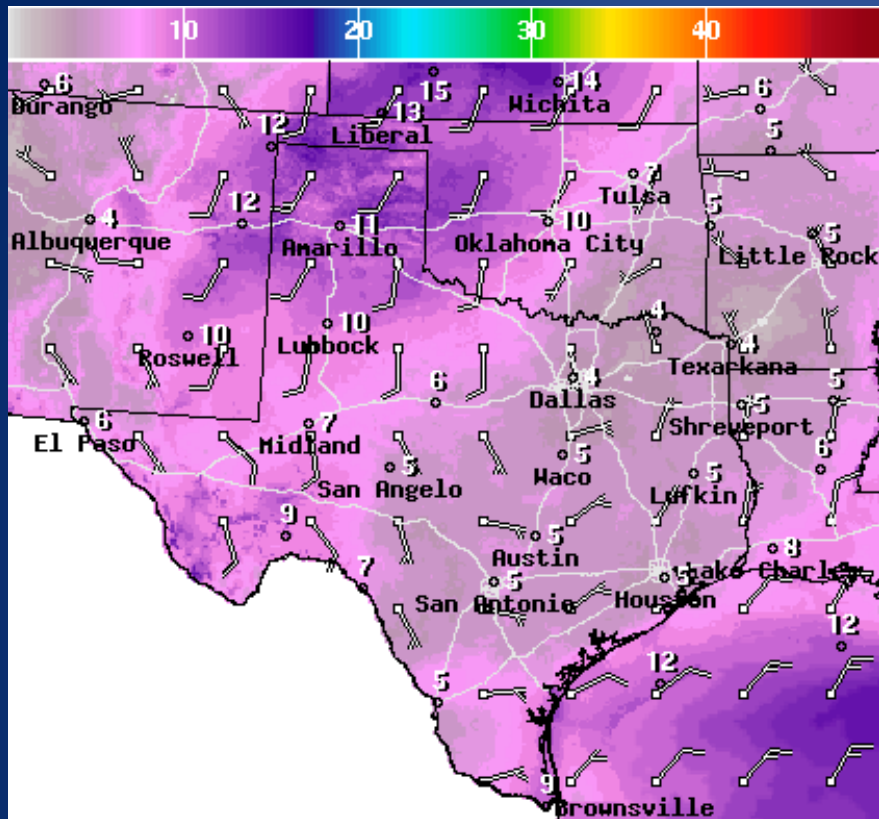 10 20 30 40
6 15 14 6
Durango Wichita
13
Liberal
12 5
7
Tulsa
12 11 10 5 5
4
Albuquerque Amarillo Oklahoma City Little Rock
10 10 4
Roswell Lubbock Texarkana 4
4
6 Dallas 5 5
6 7 Shreveport
El Paso Midland 6
5 5 5
San Angelo Waco Lufkin
9 5 8
Austin
7 5 5 Lake Charles
San Antonio Houston
12
12
5
9
Brownsville